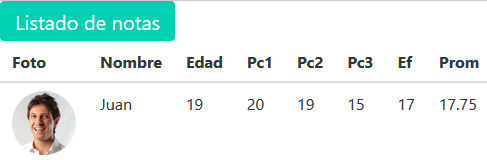 Listado de notas
Foto Nombre Edad Pc1 Pc2 Pc3 Ef Prom
Juan 19 20 19 15 17 17.75